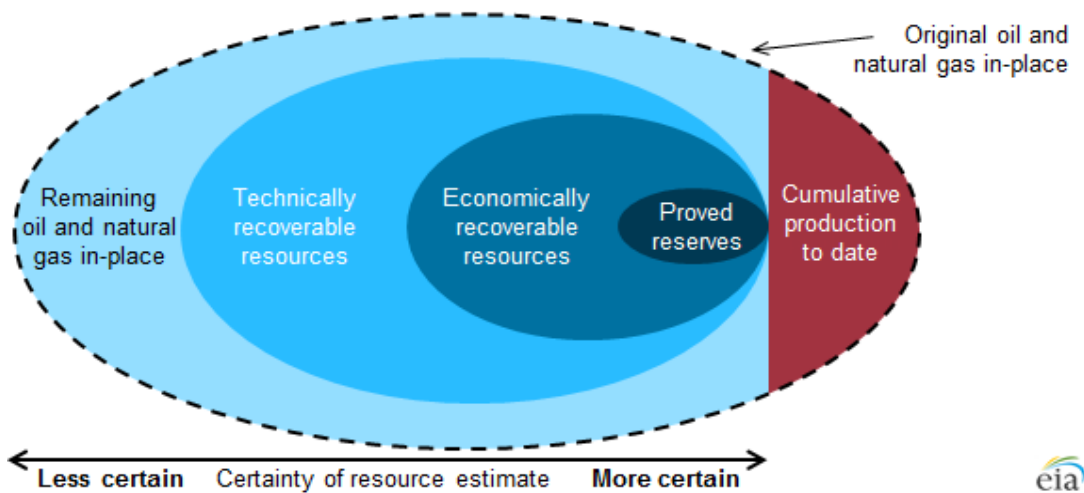 Original oil and
natural gas in-place
Remaining
oil and natural
gas in-place
Technically
recoverable
resources
Economically
recoverable
resources
Proved
reserves
Cumulative
production
to date
Less certain Certainty of resource estimate More certain
eia